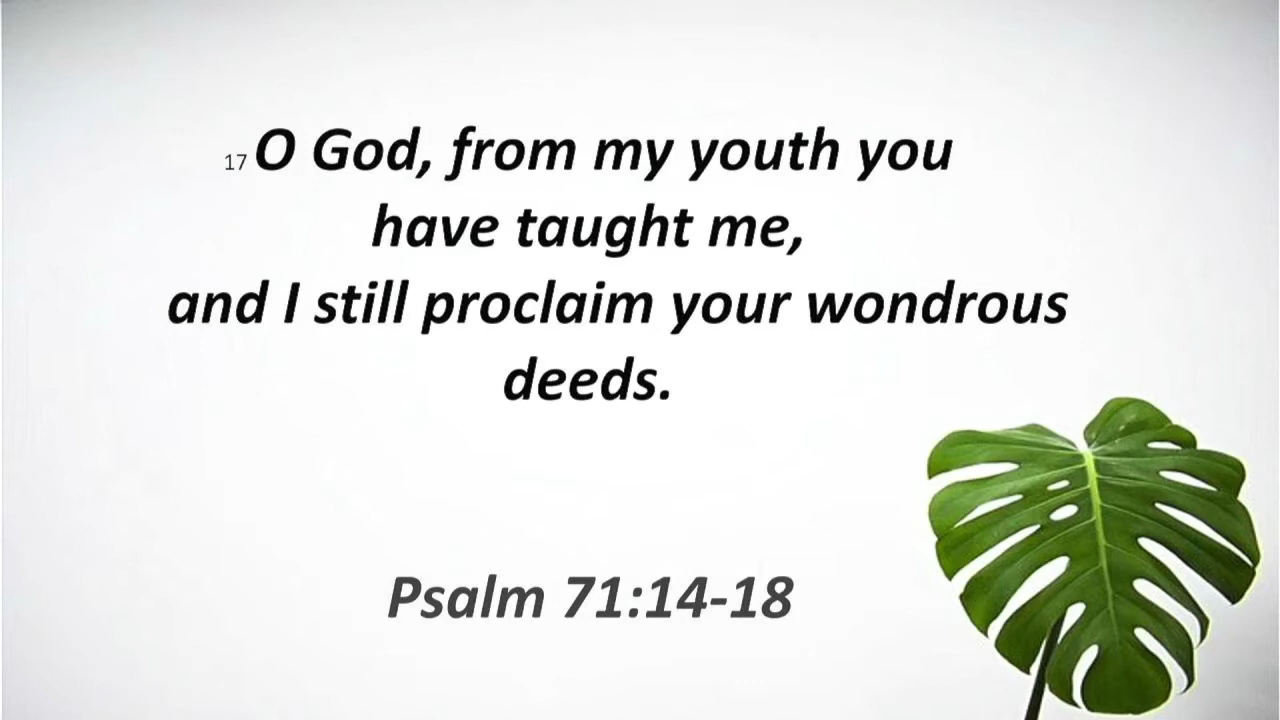 17 O God, from my youth you
have taught me,
and I still proclaim your wondrous
deeds.
Psalm 71:14-18